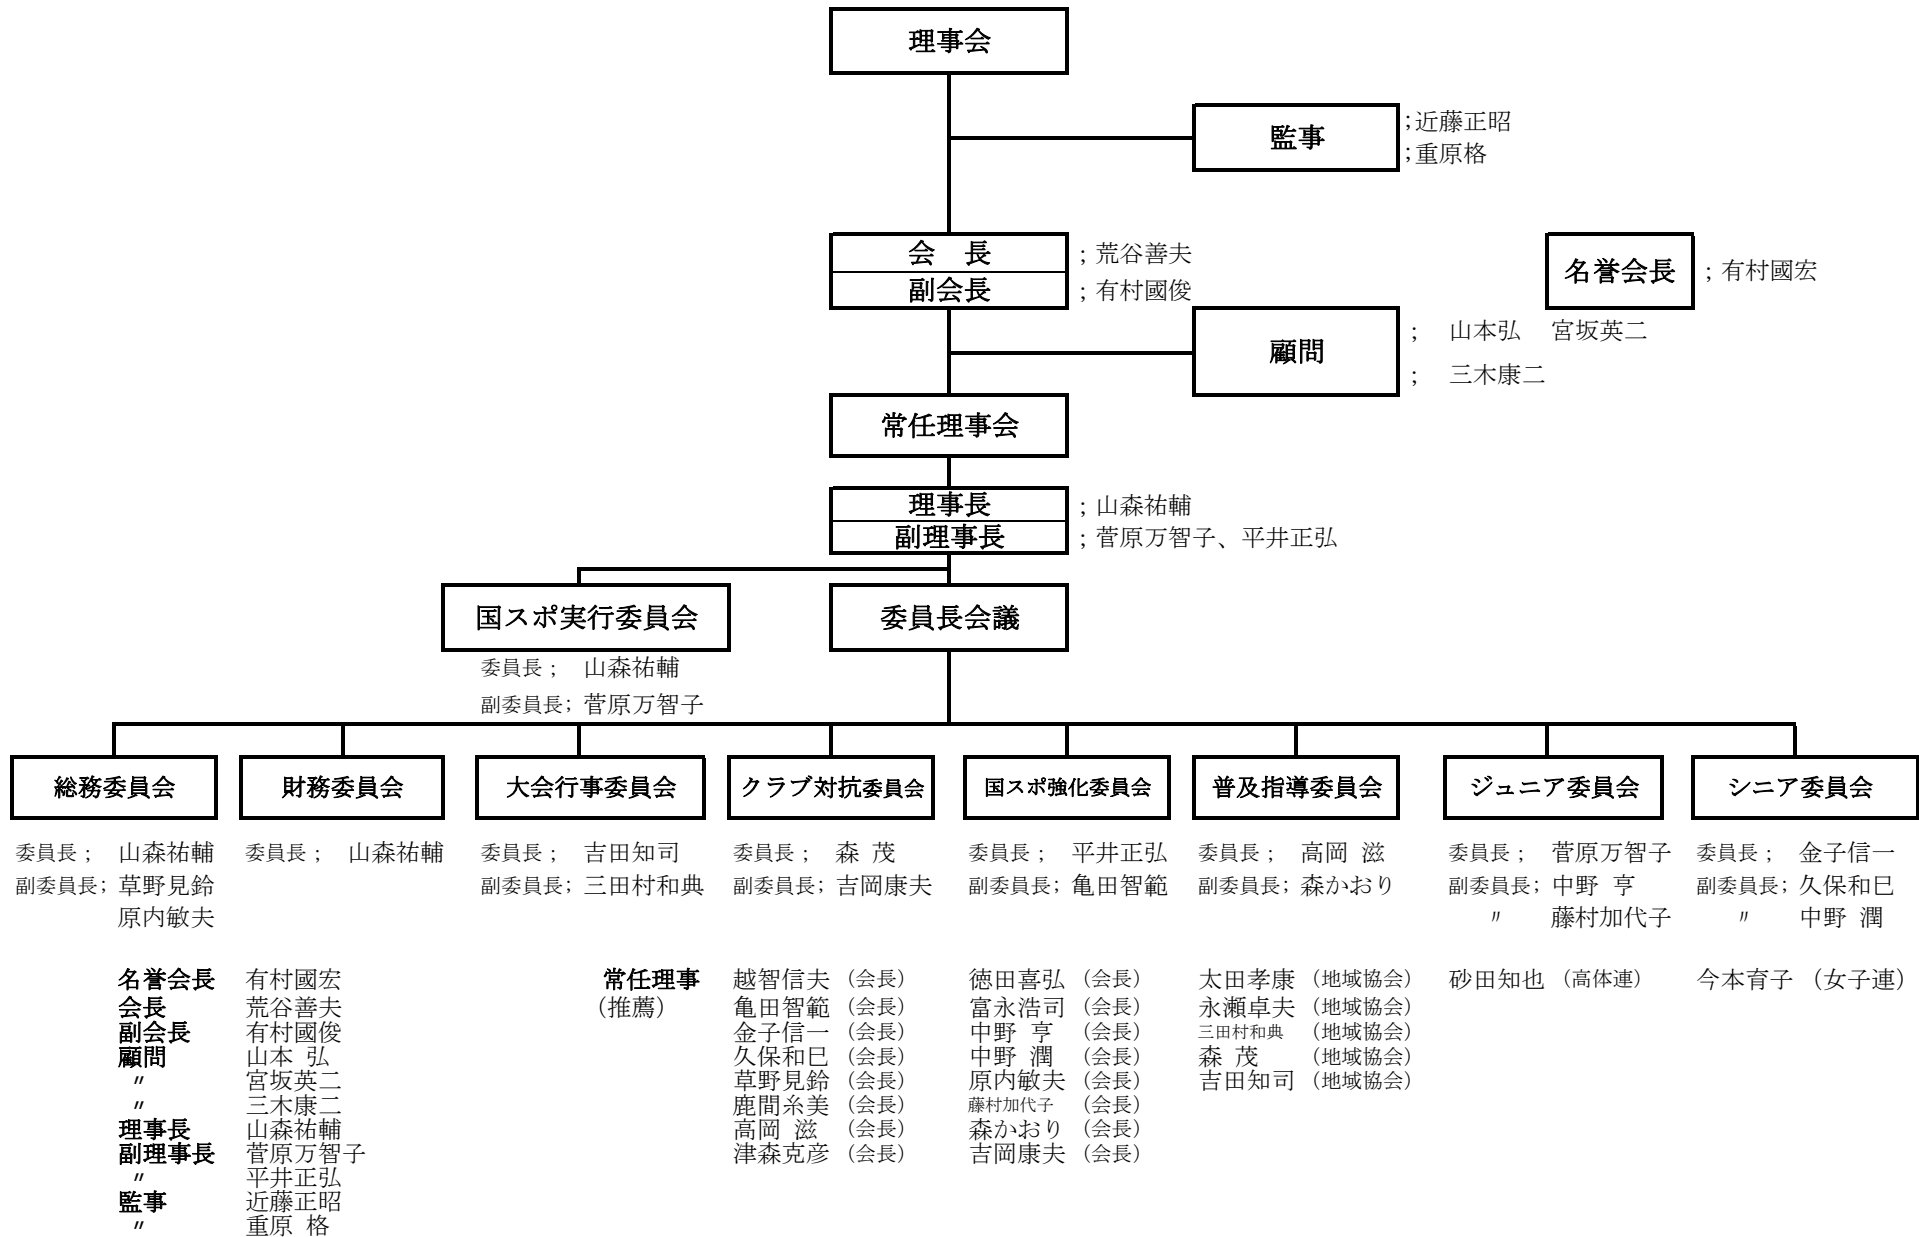 理事会
監事
;近藤正昭
;重原格
会　長
;荒谷善夫
副会長
;有村國俊
名誉会長
;有村國宏
顧問
;　山本弘　宮坂英二
;　三木康二
常任理事会
理事長
;山森祐輔
副理事長
;菅原万智子、平井正弘
国スポ実行委員会
委員長会議
委員長;　山森祐輔
副委員長;菅原万智子
総務委員会 財務委員会 大会行事委員会 クラブ対抗委員会 国スポ強化委員会 普及指導委員会 ジュニア委員会 シニア委員会
委員長;　山森祐輔 委員長;　山森祐輔 委員長;　吉田知司 委員長;　森 茂 委員長;　平井正弘 委員長;　高岡 滋 委員長;　菅原万智子 委員長;　金子信一
副委員長;草野見鈴 副委員長;三田村和典 副委員長;吉岡康夫 副委員長;亀田智範 副委員長;森かおり 副委員長;中野 亨 副委員長;久保和巳
原内敏夫 〃 藤村加代子 〃 中野 潤
名誉会長 有村國宏 常任理事 越智信夫 （会長） 徳田喜弘 （会長） 太田孝康 （地域協会） 砂田知也 （高体連） 今本育子 （女子連）
会長 荒谷善夫 （推薦） 亀田智範 （会長） 富永浩司 （会長） 永瀬卓夫 （地域協会）
副会長 有村國俊 金子信一 （会長） 中野 亨 （会長） 三田村和典 （地域協会）
顧問 山本 弘 久保和巳 （会長） 中野 潤 （会長） 森 茂 （地域協会）
〃 宮坂英二 草野見鈴 （会長） 原内敏夫 （会長） 吉田知司 （地域協会）
〃 三木康二 鹿間糸美 （会長） 藤村加代子 （会長）
理事長 山森祐輔 高岡 滋 （会長） 森かおり （会長）
副理事長 菅原万智子 津森克彦 （会長） 吉岡康夫 （会長）
〃 平井正弘
監事 近藤正昭
〃 重原 格